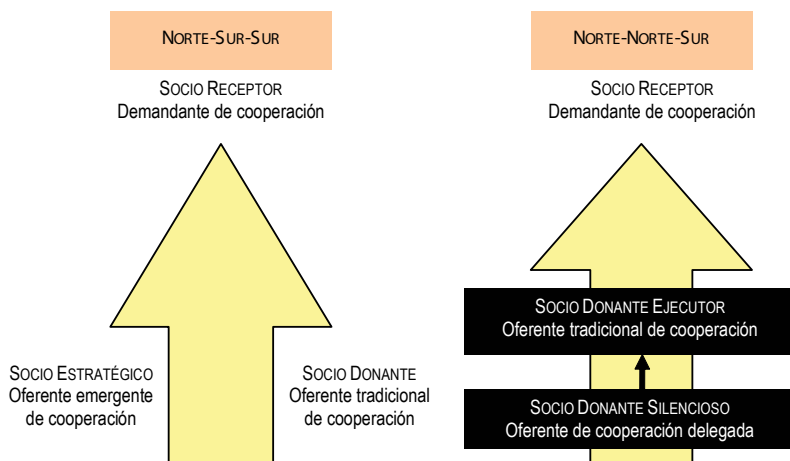 NORTE-SUR-SUR
SOCIO RECEPTOR
Demandante de cooperación
SOCIO ESTRATÉGICO
Oferente emergente
de cooperación
SOCIO DONANTE
Oferente tradicional
de cooperación
NORTE-NORTE-SUR
SOCIO RECEPTOR
Demandante de cooperación
SOCIO DONANTE EJECUTOR
Oferente tradicional de cooperación
SOCIO DONANTE SILENCIOSO
Oferente de cooperación delegada